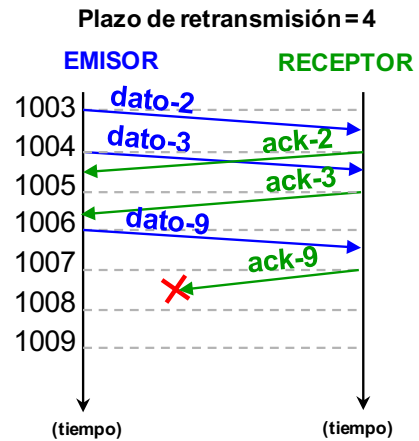 Plazo de retransmisión = 4
EMISOR RECEPTOR
1003 dato-2
1004 dato-3 ack-2
1005 ack-3
1006 dato-9
1007 ack-9
1008
1009
(tiempo) (tiempo)